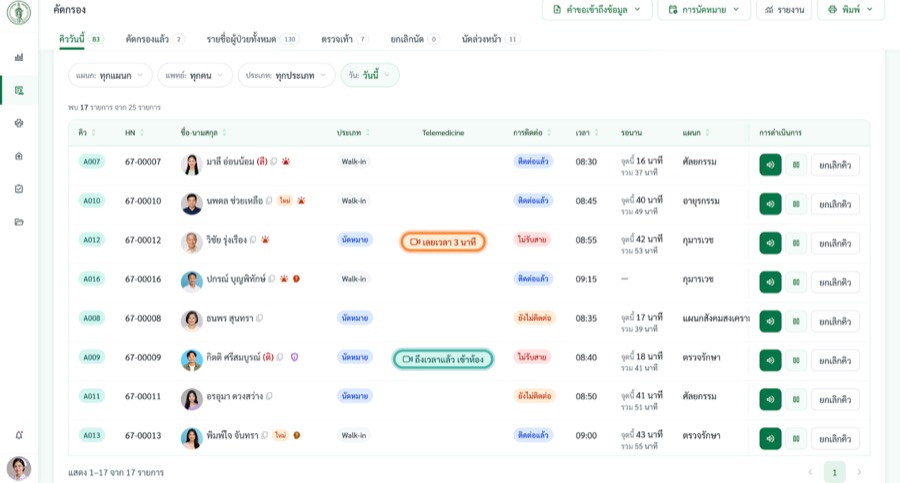 คัดกรอง
คำขอเข้าถึงข้อมูล การนัดหมาย รายงาน พิมพ์
คิววันนี้ 83 คัดกรองแล้ว 2 รายชื่อผู้ป่วยทั้งหมด 130 ตรวจเท้า 7 ยกเลิกนัด 0 นัดล่วงหน้า 11
แผนก: ทุกแผนก แพทย์: ทุกคน ประเภท: ทุกประเภท วัน: วันนี้
พบ 17 รายการ จาก 25 รายการ
คิว HN ชื่อ-นามสกุล ประเภท Telemedicine การติดต่อ เวลา รอนาน แผนก การดำเนินการ
A007 67-00007 มาลี อ่อนน้อม (ลี) Walk-in ติดต่อแล้ว 08:30 จุดนี้ 16 นาที ศัลยกรรม ยกเลิกคิว
รวม 37 นาที
A010 67-00010 นพดล ช่วยเหลือ ใหม่ Walk-in ติดต่อแล้ว 08:45 จุดนี้ 40 นาที อายุรกรรม ยกเลิกคิว
รวม 49 นาที
A012 67-00012 วิชัย รุ่งเรือง นัดหมาย เลยเวลา 3 นาที ไม่รับสาย 08:55 จุดนี้ 42 นาที กุมารเวช ยกเลิกคิว
รวม 53 นาที
A016 67-00016 ปกรณ์ บุญพิทักษ์ Walk-in ติดต่อแล้ว 09:15 — กุมารเวช ยกเลิกคิว
A008 67-00008 ธนพร สุนทรา นัดหมาย ยังไม่ติดต่อ 08:35 จุดนี้ 17 นาที แผนกสังคมสงเครา ยกเลิกคิว
รวม 39 นาที
A009 67-00009 กิตติ ศรีสมบูรณ์ (ติ) นัดหมาย ถึงเวลาแล้ว เข้าห้อง ไม่รับสาย 08:40 จุดนี้ 18 นาที ตรวจรักษา ยกเลิกคิว
รวม 41 นาที
A011 67-00011 อรอุมา ดวงสว่าง นัดหมาย ยังไม่ติดต่อ 08:50 จุดนี้ 41 นาที ศัลยกรรม ยกเลิกคิว
รวม 51 นาที
A013 67-00013 พิมพ์ใจ จันทรา ใหม่ Walk-in ติดต่อแล้ว 09:00 จุดนี้ 43 นาที ตรวจรักษา ยกเลิกคิว
รวม 55 นาที
แสดง 1–17 จาก 17 รายการ 1